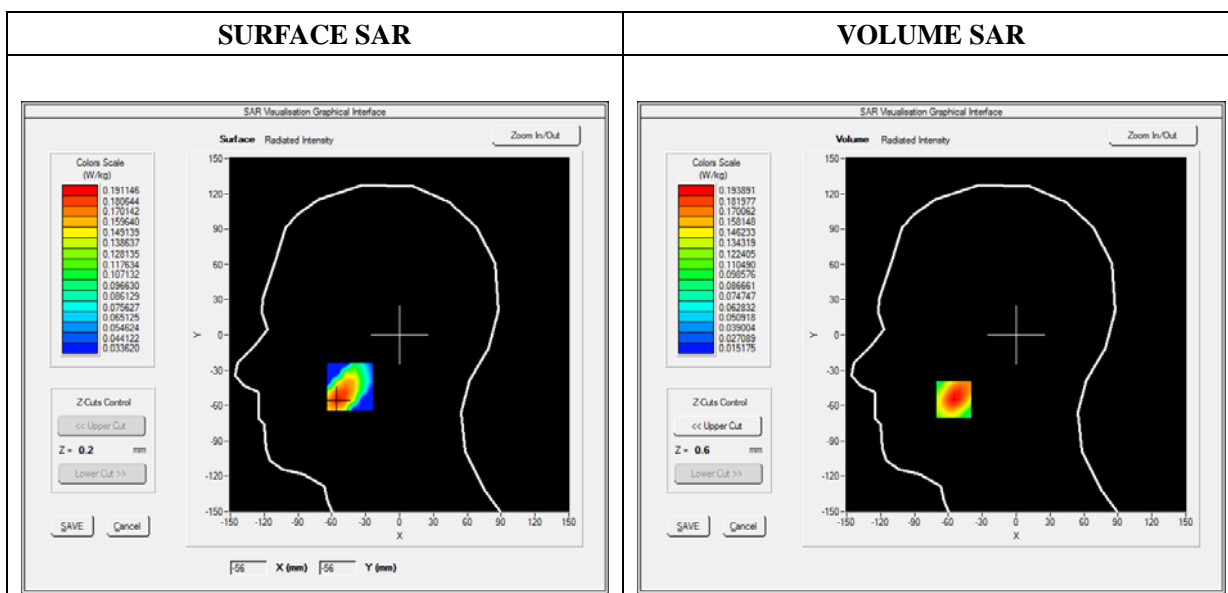 SURFACE SAR
VOLUME SAR
SAR Visualisation Graphical Interface
Surface Radiated Intensity
Zoom In/Out
Colors Scale
(W/kg)
0.191146
0.180644
0.170142
0.159640
0.149139
0.138637
0.128135
0.117634
0.107132
0.096630
0.086129
0.075627
0.065125
0.054624
0.044122
0.033620
Z-Cuts Control
<< Upper Cut
Z = 0.2 mm
Lower Cut >>
SAVE Cancel
150
120
90
60
30
0
-30
-60
-90
-120
-150
Y
-150 -120 -90 -60 -30 0 30 60 90 120 150
X
-56 X (mm) -56 Y (mm)
SAR Visualisation Graphical Interface
Volume Radiated Intensity
Zoom In/Out
Colors Scale
(W/kg)
0.193891
0.181977
0.170062
0.158148
0.146233
0.134319
0.122405
0.110490
0.098576
0.086661
0.074747
0.062832
0.050918
0.039004
0.027089
0.015175
Z-Cuts Control
<< Upper Cut
Z = 0.6 mm
Lower Cut >>
SAVE Cancel
150
120
90
60
30
0
-30
-60
-90
-120
-150
Y
-150 -120 -90 -60 -30 0 30 60 90 120 150
X